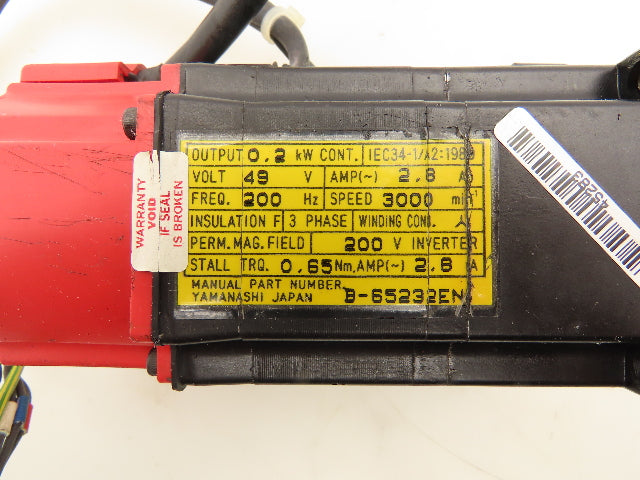 OUTPUT 0.2 kW CONT. IEC34-1/A2:1989
VOLT 49 V AMP(~) 2.8 A
FREQ. 200 Hz SPEED 3000 min⁻¹
INSULATION F 3 PHASE WINDING CONN.
PERM.MAG.FIELD 200 V INVERTER
STALL TRQ. 0.65 Nm, AMP(~) 2.8 A
MANUAL PART NUMBER
YAMANASHI JAPAN B-65232EN
WARRANTY
VOID
IF SEAL
IS BROKEN